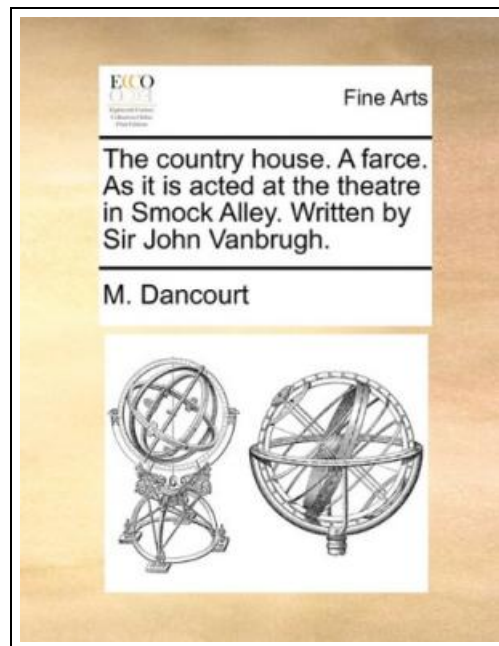 ECCO
Fine Arts
The country house. A farce.
As it is acted at the theatre
in Smock Alley. Written by
Sir John Vanbrugh.
M. Dancourt